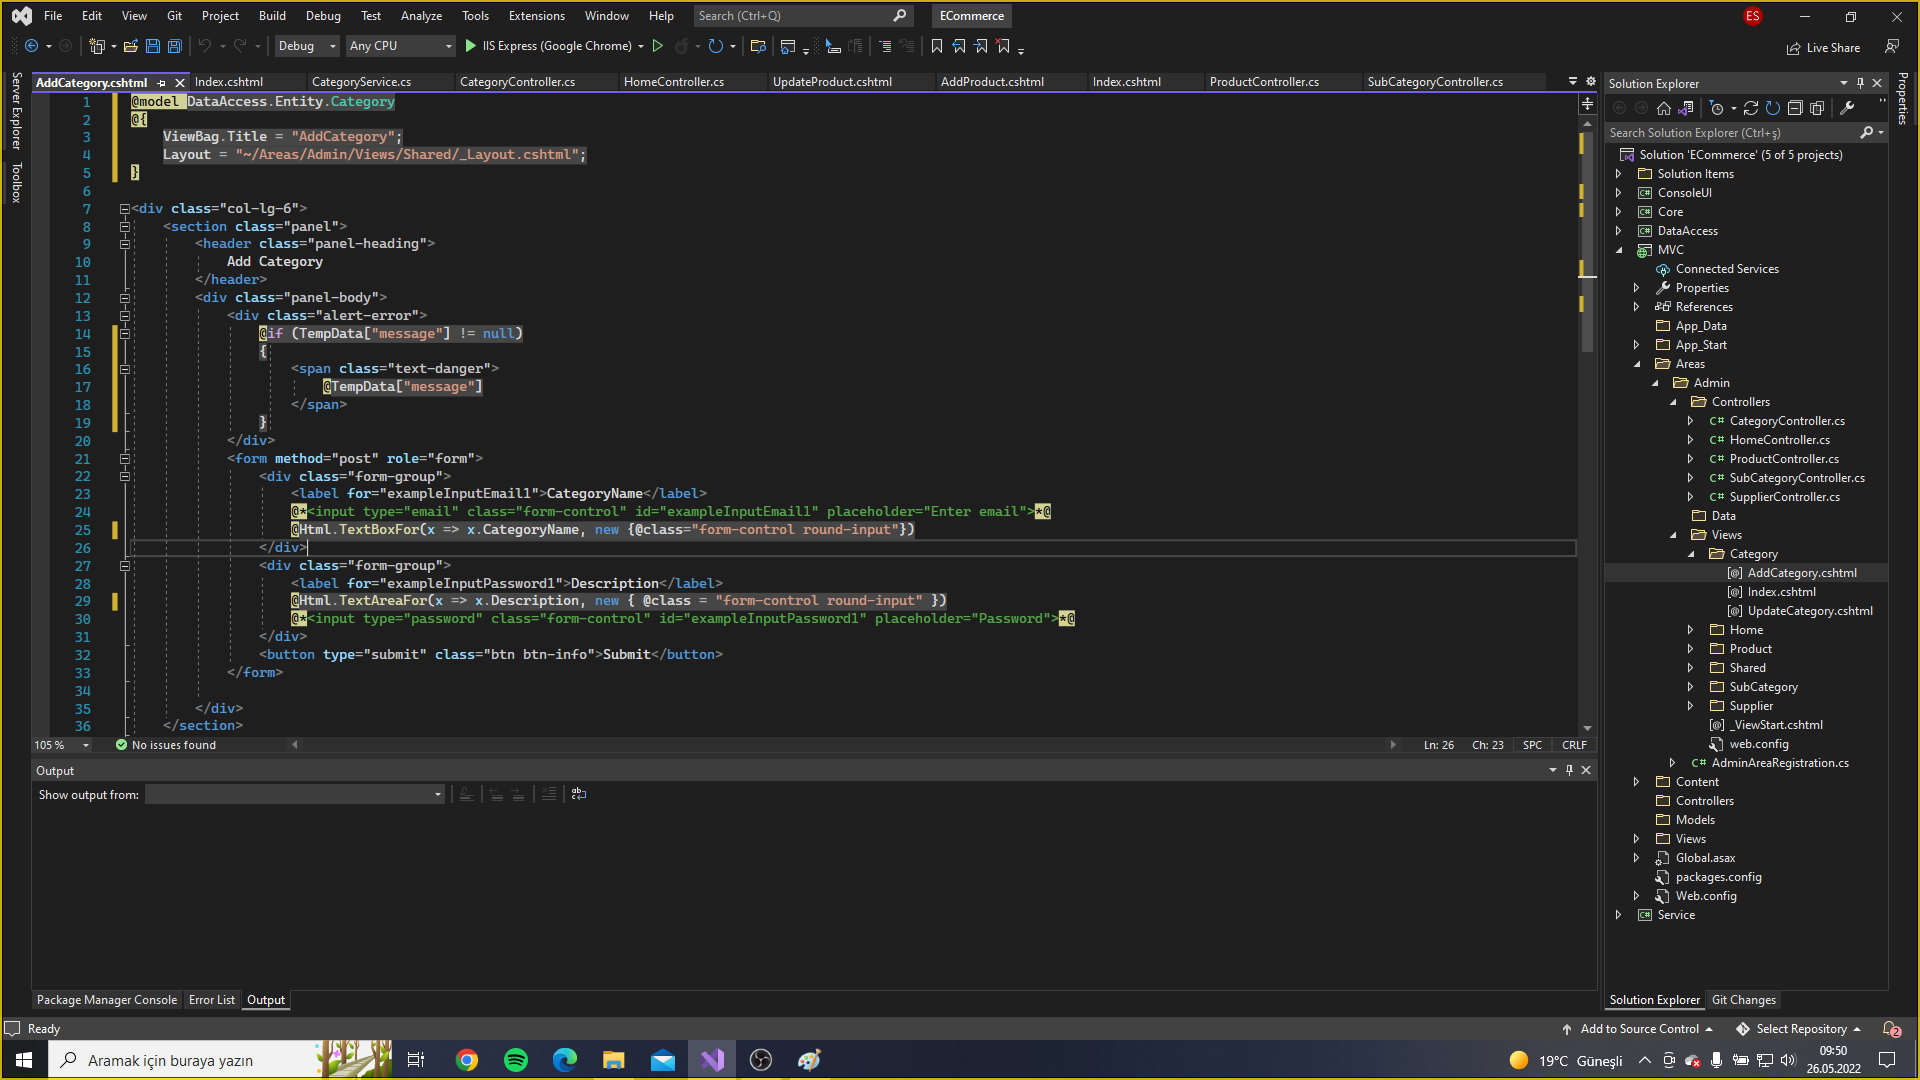 File Edit View Git Project Build Debug Test Analyze Tools Extensions Window Help Search (Ctrl+Q) ECommerce ES
Debug Any CPU IIS Express (Google Chrome) Live Share
Server Explorer
Toolbox
AddCategory.cshtml Index.cshtml CategoryService.cs CategoryController.cs HomeController.cs UpdateProduct.cshtml AddProduct.cshtml Index.cshtml ProductController.cs SubCategoryController.cs
1 @model DataAccess.Entity.Category
2 @{
3 ViewBag.Title = "AddCategory";
4 Layout = "~/Areas/Admin/Views/Shared/_Layout.cshtml";
5 }
6
7 <div class="col-lg-6">
8 <section class="panel">
9 <header class="panel-heading">
10 Add Category
11 </header>
12 <div class="panel-body">
13 <div class="alert-error">
14 @if (TempData["message"] != null)
15 {
16 <span class="text-danger">
17 @TempData["message"]
18 </span>
19 }
20 </div>
21 <form method="post" role="form">
22 <div class="form-group">
23 <label for="exampleInputEmail1">CategoryName</label>
24 @*<input type="email" class="form-control" id="exampleInputEmail1" placeholder="Enter email">*@
25 @Html.TextBoxFor(x => x.CategoryName, new {@class="form-control round-input"})
26 </div>
27 <div class="form-group">
28 <label for="exampleInputPassword1">Description</label>
29 @Html.TextAreaFor(x => x.Description, new { @class = "form-control round-input" })
30 @*<input type="password" class="form-control" id="exampleInputPassword1" placeholder="Password">*@
31 </div>
32 <button type="submit" class="btn btn-info">Submit</button>
33 </form>
34
35 </div>
36 </section>
105 % No issues found Ln: 26 Ch: 23 SPC CRLF
Output
Show output from:
Package Manager Console Error List Output
Solution Explorer
Search Solution Explorer (Ctrl+ş)
Solution 'ECommerce' (5 of 5 projects)
Solution Items
C# ConsoleUI
C# Core
C# DataAccess
MVC
Connected Services
Properties
References
App_Data
App_Start
Areas
Admin
Controllers
C# CategoryController.cs
C# HomeController.cs
C# ProductController.cs
C# SubCategoryController.cs
C# SupplierController.cs
Data
Views
Category
[@] AddCategory.cshtml
[@] Index.cshtml
[@] UpdateCategory.cshtml
Home
Product
Shared
SubCategory
Supplier
[@] _ViewStart.cshtml
web.config
C# AdminAreaRegistration.cs
Content
Controllers
Models
Views
Global.asax
packages.config
Web.config
C# Service
Solution Explorer Git Changes
Properties
Ready Add to Source Control Select Repository 2
Aramak için buraya yazın 19°C Güneşli 09:50
26.05.2022